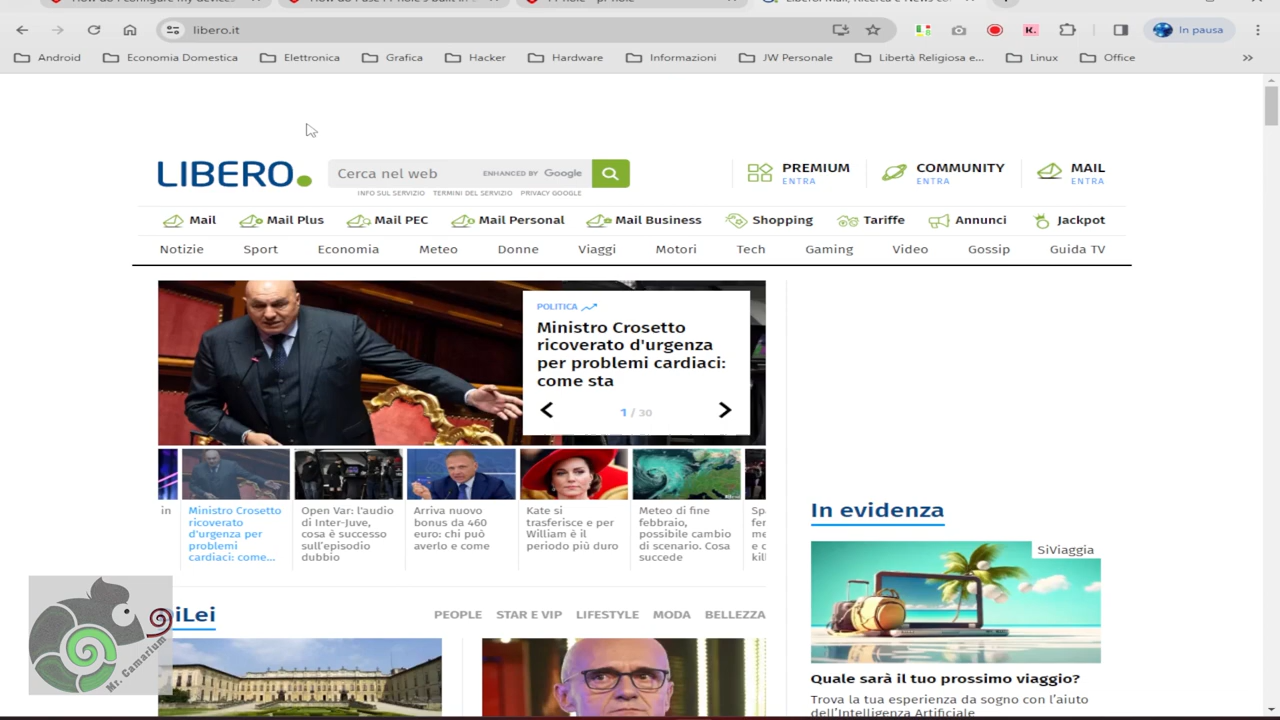 How do I configure my devices
libero.it
In pausa
Android Economia Domestica Elettronica Grafica Hacker Hardware Informazioni JW Personale Libertà Religiosa e... Linux Office
LIBERO
Cerca nel web ENHANCED BY Google
INFO SUL SERVIZIO TERMINI DEL SERVIZIO PRIVACY GOOGLE
PREMIUM
ENTRA
COMMUNITY
ENTRA
MAIL
ENTRA
Mail Mail Plus Mail PEC Mail Personal Mail Business Shopping Tariffe Annunci Jackpot
Notizie Sport Economia Meteo Donne Viaggi Motori Tech Gaming Video Gossip Guida TV
POLITICA
Ministro Crosetto
ricoverato d'urgenza
per problemi cardiaci:
come sta
1 / 30
in
Ministro Crosetto
ricoverato
d'urgenza per
problemi
cardiaci: come...
Open Var: l'audio
di Inter-Juve,
cosa è successo
sull'episodio
dubbio
Arriva nuovo
bonus da 460
euro: chi può
averlo e come
Kate si
trasferisce e per
William è il
periodo più duro
Meteo di fine
febbraio,
possibile cambio
di scenario. Cosa
succede
In evidenza
SiViaggia
iLei
PEOPLE STAR E VIP LIFESTYLE MODA BELLEZZA
Mr. Camarium
Quale sarà il tuo prossimo viaggio?
Trova la tua esperienza da sogno con l'aiuto
dell'Intelligenza Artificiale